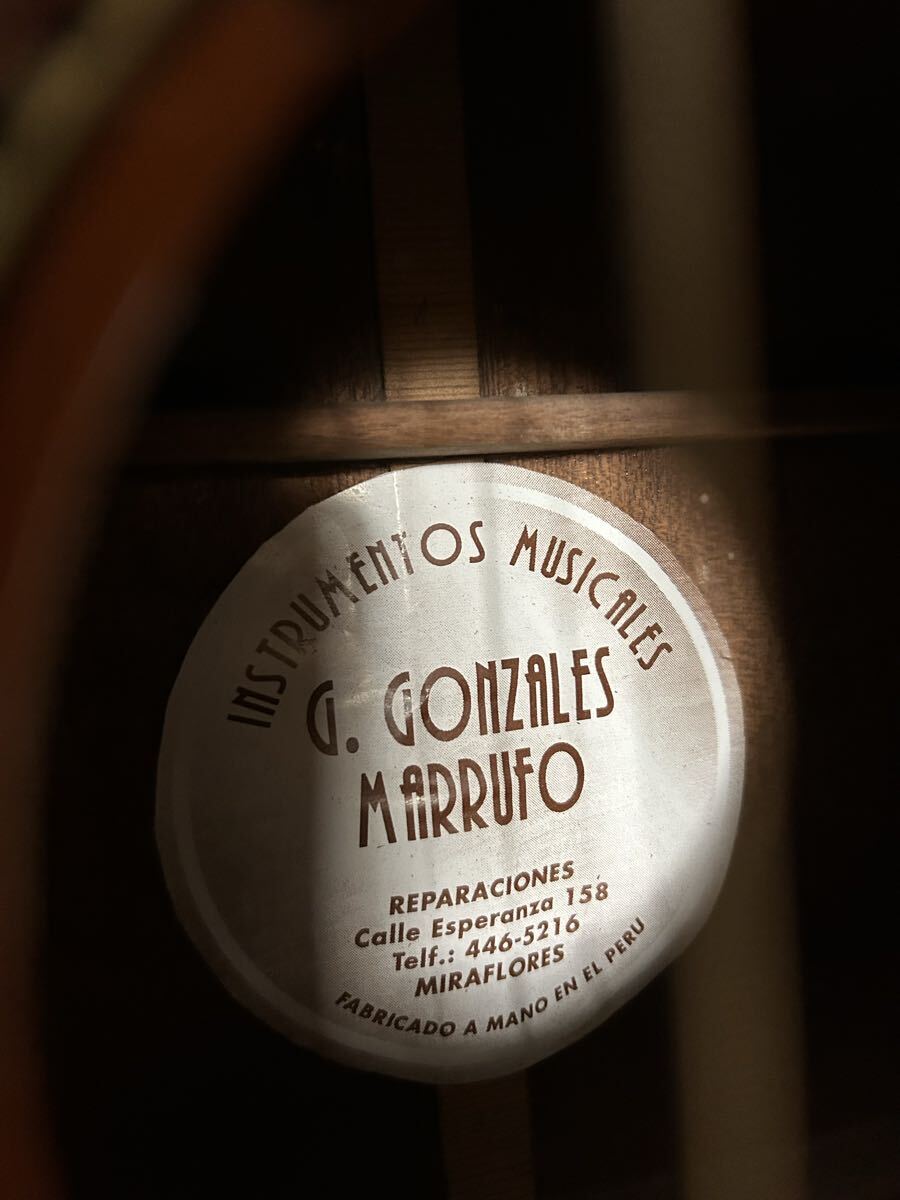 INSTRUMENTOS MUSICALES
G. GONZALES
MARRUFO
REPARACIONES
Calle Esperanza 158
Telf.: 446-5216
MIRAFLORES
FABRICADO A MANO EN EL PERU